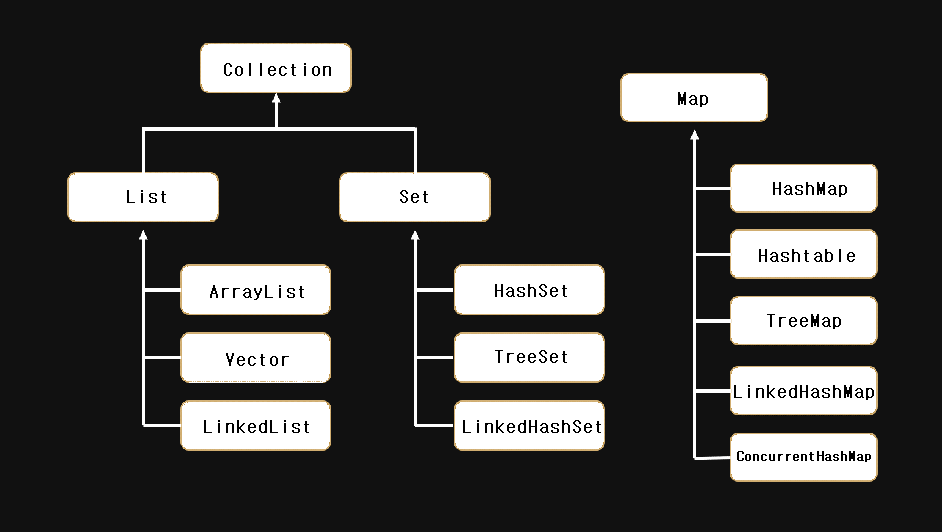 Collection
Map
List
Set
HashMap
Hashtable
ArrayList
HashSet
TreeMap
Vector
TreeSet
LinkedHashMap
LinkedList
LinkedHashSet
ConcurrentHashMap